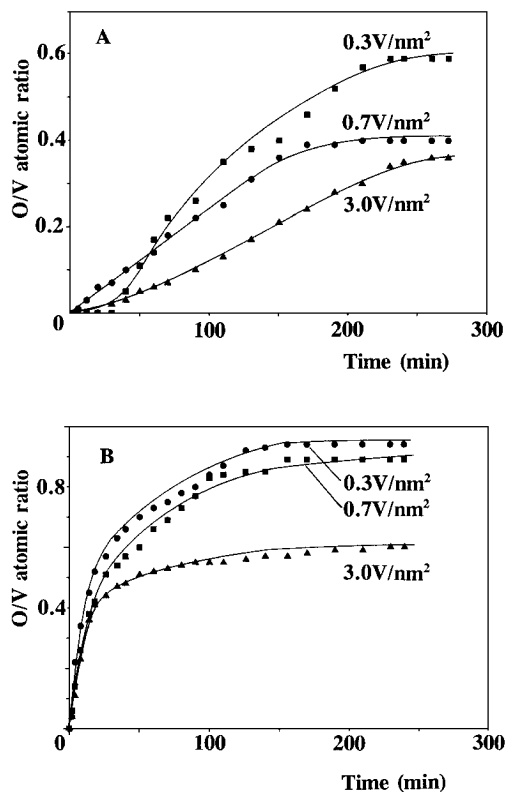 A
0.6
0.3V/nm²
0.7V/nm²
0.4
3.0V/nm²
0.2
O/V atomic ratio
0
100
200
300
Time (min)
B
0.8
0.3V/nm²
0.7V/nm²
3.0V/nm²
0.4
O/V atomic ratio
0
100
200
300
Time (min)